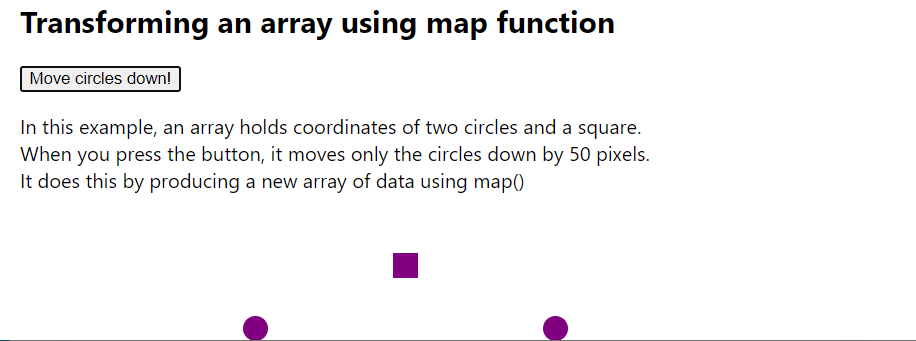 Transforming an array using map function
Move circles down!
In this example, an array holds coordinates of two circles and a square.
When you press the button, it moves only the circles down by 50 pixels.
It does this by producing a new array of data using map()